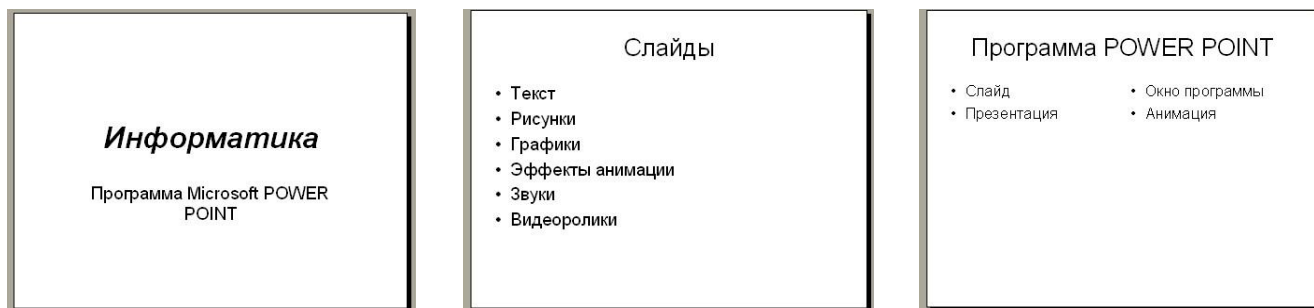 Информатика
Программа Microsoft POWER
POINT
Слайды
• Текст
• Рисунки
• Графики
• Эффекты анимации
• Звуки
• Видеоролики
Программа POWER POINT
• Слайд
• Презентация
• Окно программы
• Анимация